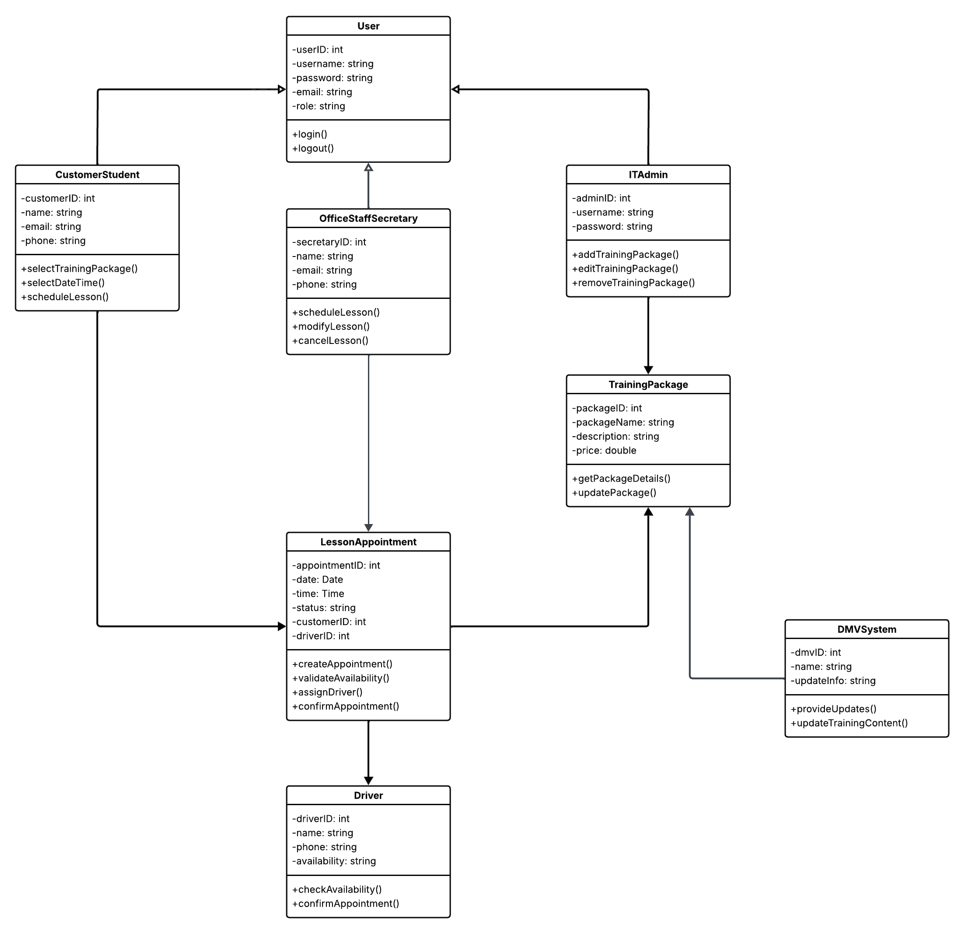 User
-userID: int
-username: string
-password: string
-email: string
-role: string
+login()
+logout()
CustomerStudent
-customerID: int
-name: string
-email: string
-phone: string
+selectTrainingPackage()
+selectDateTime()
+scheduleLesson()
OfficeStaffSecretary
-secretaryID: int
-name: string
-email: string
-phone: string
+scheduleLesson()
+modifyLesson()
+cancelLesson()
ITAdmin
-adminID: int
-username: string
-password: string
+addTrainingPackage()
+editTrainingPackage()
+removeTrainingPackage()
TrainingPackage
-packageID: int
-packageName: string
-description: string
-price: double
+getPackageDetails()
+updatePackage()
LessonAppointment
-appointmentID: int
-date: Date
-time: Time
-status: string
-customerID: int
-driverID: int
+createAppointment()
+validateAvailability()
+assignDriver()
+confirmAppointment()
DMVSystem
-dmvID: int
-name: string
-updateInfo: string
+provideUpdates()
+updateTrainingContent()
Driver
-driverID: int
-name: string
-phone: string
-availability: string
+checkAvailability()
+confirmAppointment()